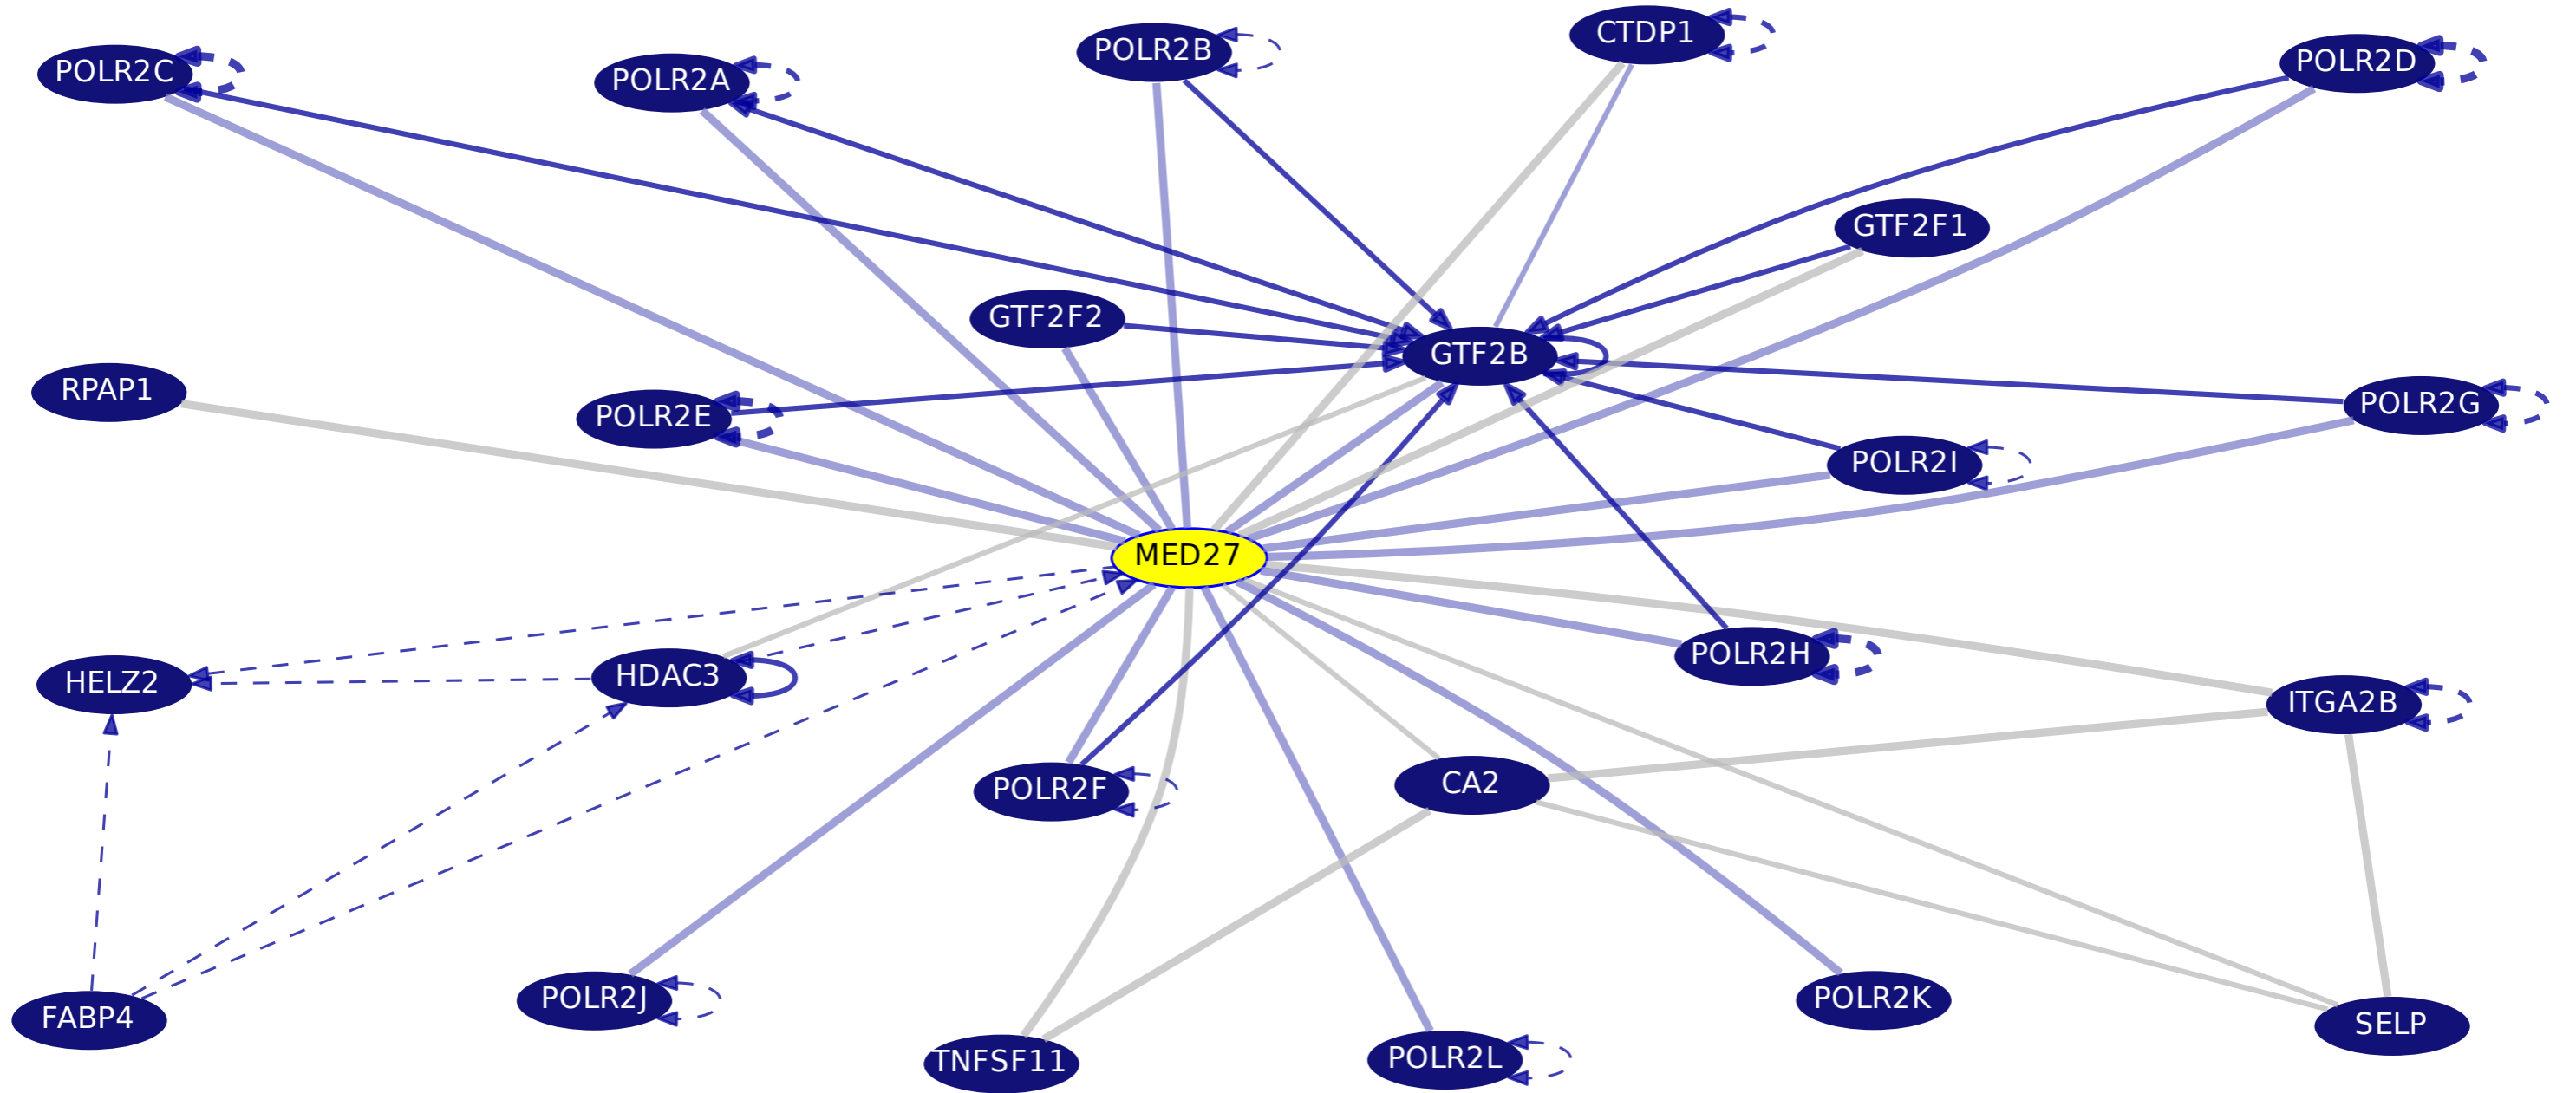 CTDP1
POLR2B
POLR2D
POLR2C
POLR2A
GTF2F1
GTF2F2
GTF2B
RPAP1
POLR2G
POLR2E
POLR2I
MED27
POLR2H
HDAC3
HELZ2
ITGA2B
CA2
POLR2F
POLR2J
POLR2K
FABP4
SELP
POLR2L
TNFSF11